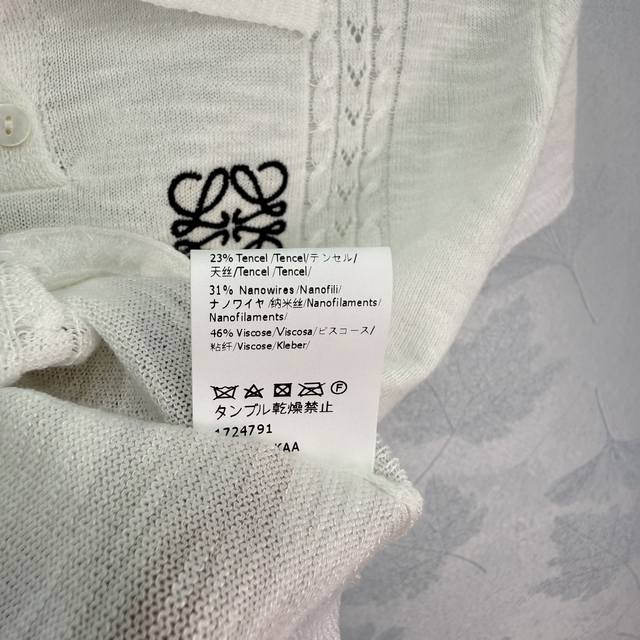 23% Tencel /Tencel/テンセル/
天丝/Tencel /Tencel/
31% Nanowires /Nanofili/
ナノワイヤ /纳米丝/Nanofilaments/
Nanofilaments/
46% Viscose/Viscosa/ビスコース/
粘纤/Viscose/Kleber/
F
タンブル乾燥禁止
1724791
KAA